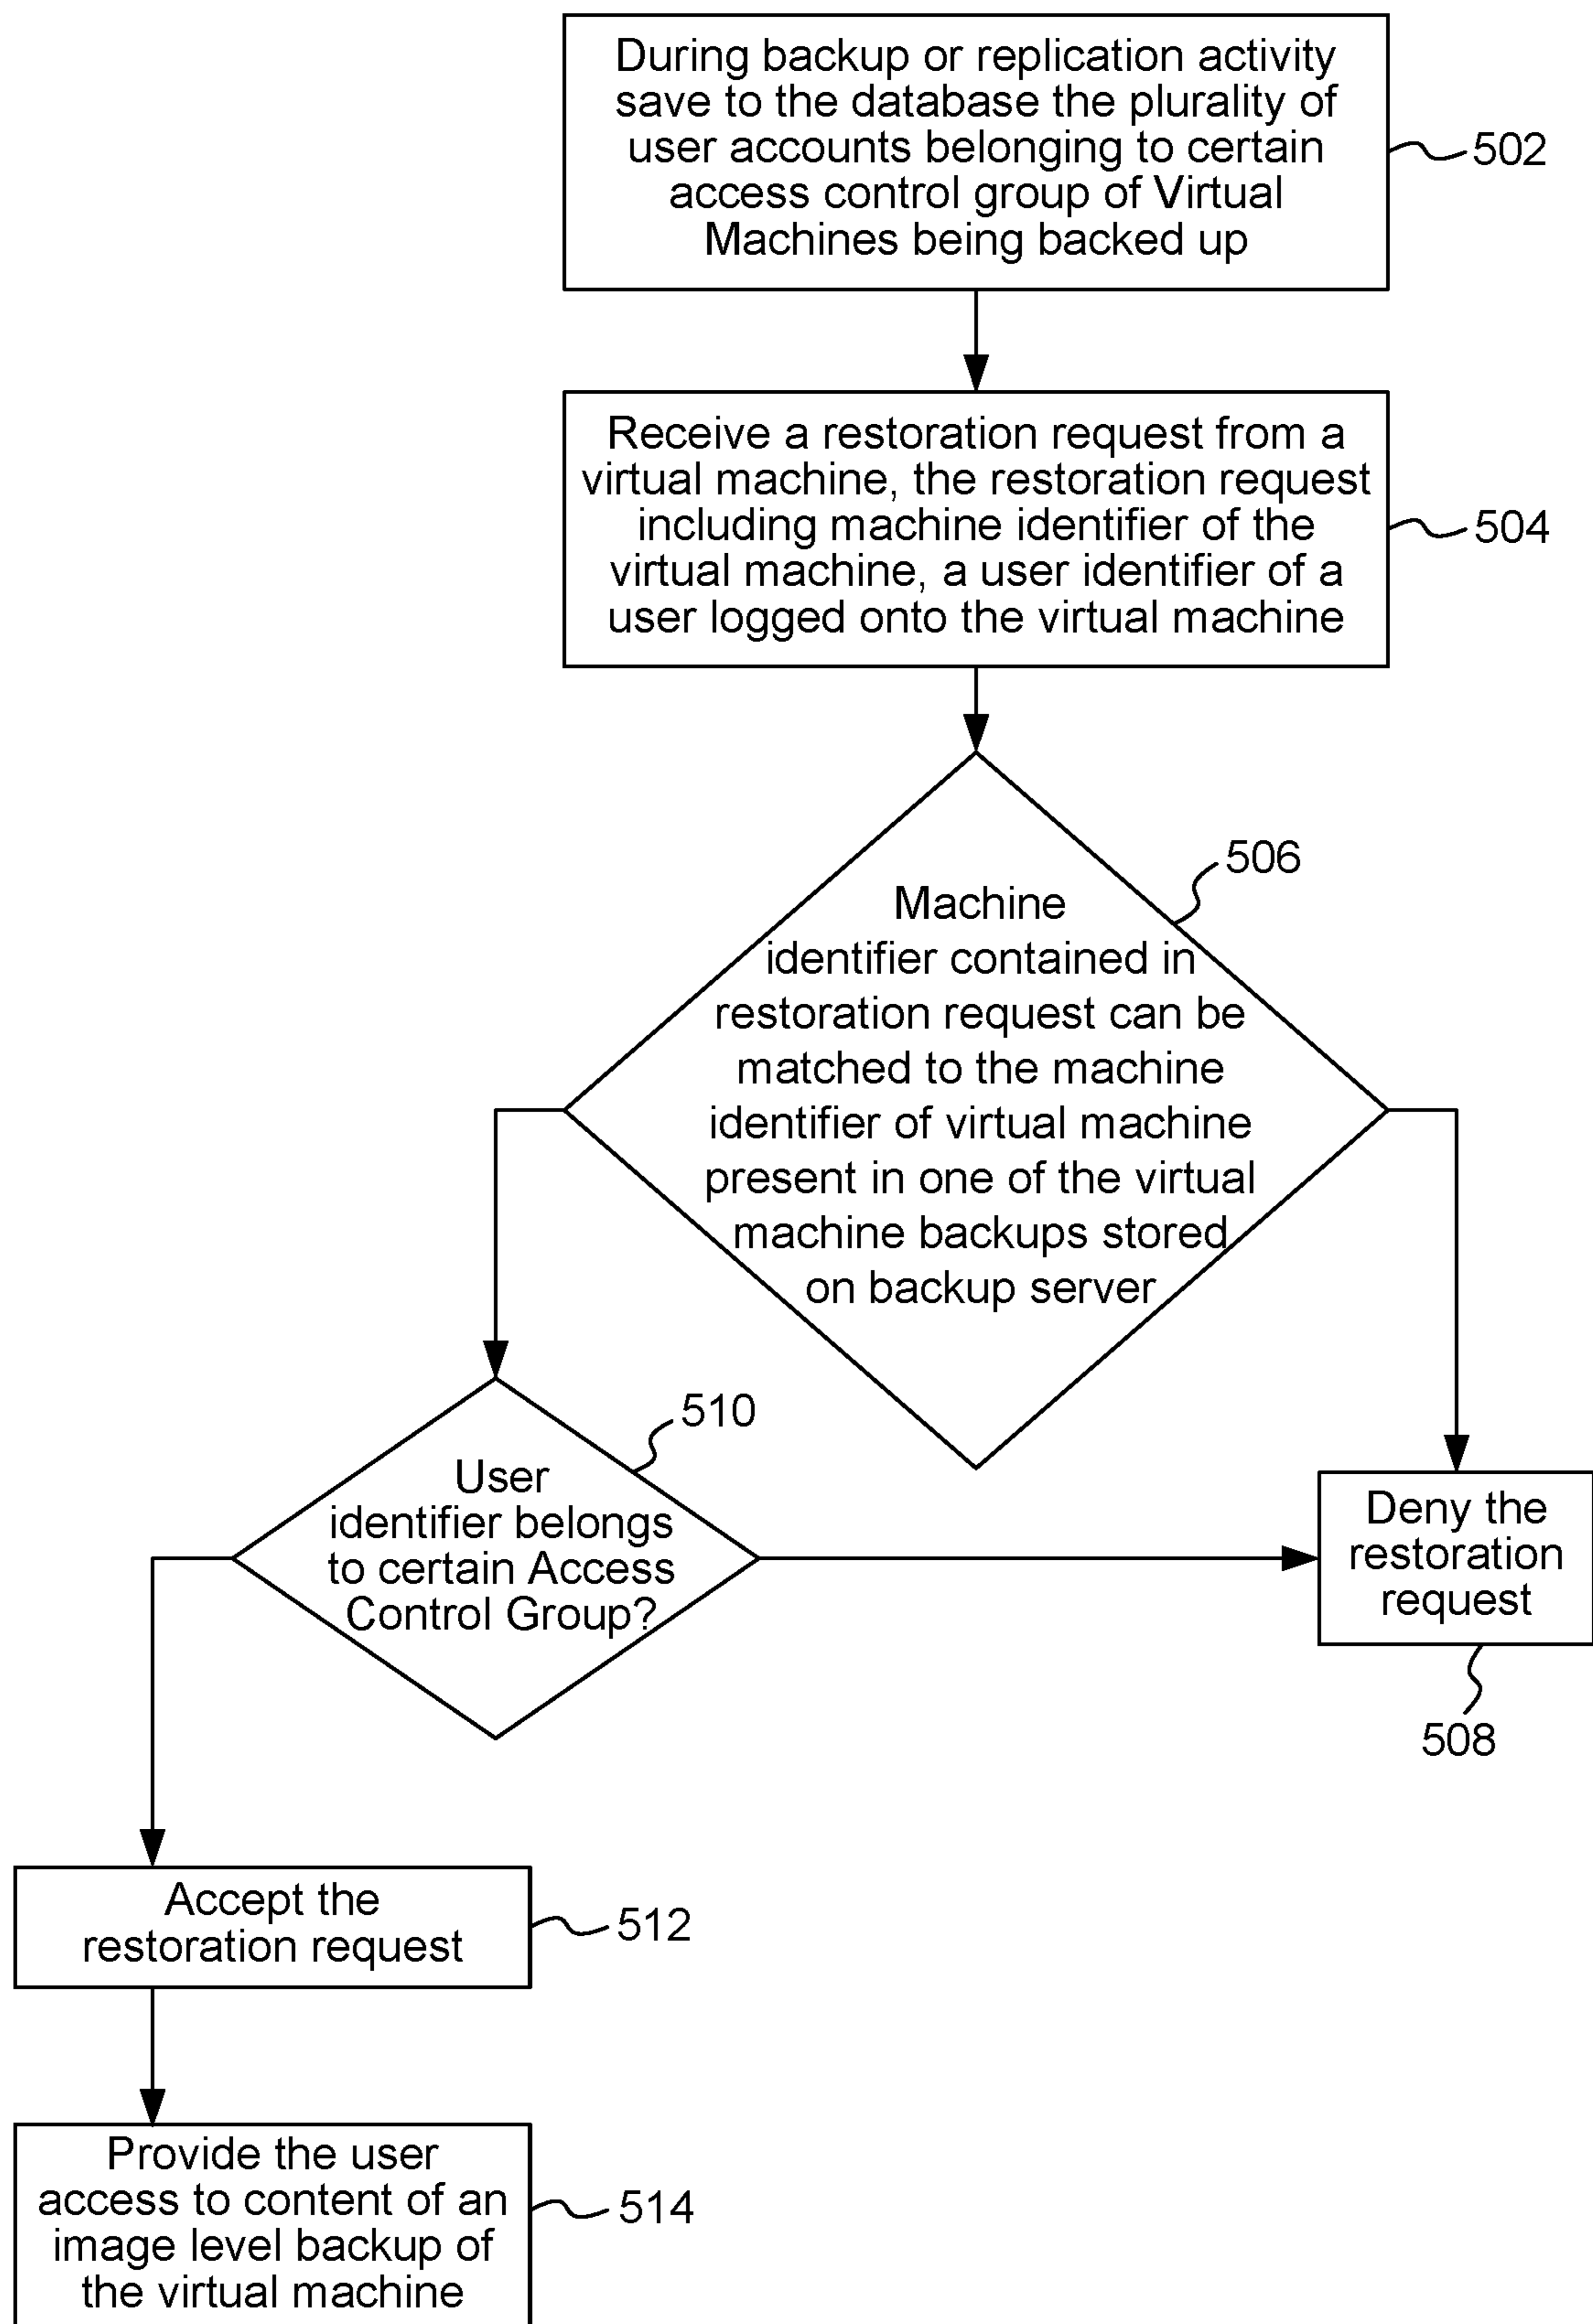 During backup or replication activity
save to the database the plurality of
user accounts belonging to certain
access control group of Virtual
Machines being backed up
502
Receive a restoration request from a
virtual machine, the restoration request
including machine identifier of the
virtual machine, a user identifier of a
user logged onto the virtual machine
504
506
Machine
identifier contained in
restoration request can be
matched to the machine
identifier of virtual machine
present in one of the virtual
machine backups stored
on backup server
510
User
identifier belongs
to certain Access
Control Group?
Deny the
restoration
request
508
Accept the
restoration request
512
Provide the user
access to content of an
image level backup of
the virtual machine
514